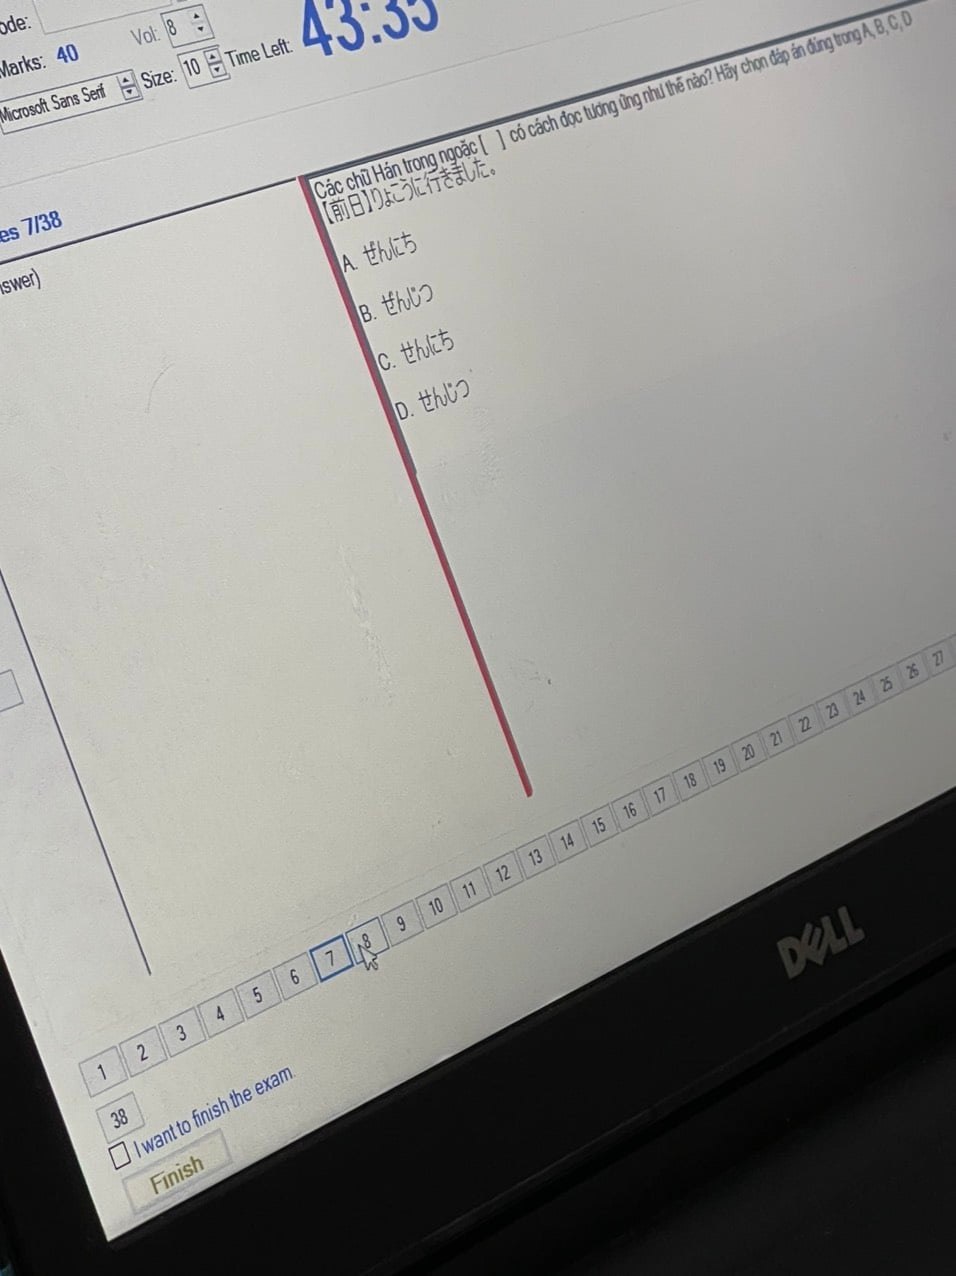 ode:
Marks: 40
Vol: 8
Microsoft Sans Serif
Size: 10
Time Left: 43:35
es 7/38
swer)
Các chữ Hán trong ngoặc [ ] có cách đọc tương ứng như thế nào? Hãy chọn đáp án đúng trong A, B, C, D
【前日】りよこうに行きました。
A. ぜんにち
B. ぜんじつ
C. せんにち
D. せんじつ
1 2 3 4 5 6 7 8 9 10 11 12 13 14 15 16 17 18 19 20 21 22 23 24 25 26 27
38
I want to finish the exam.
Finish
DELL